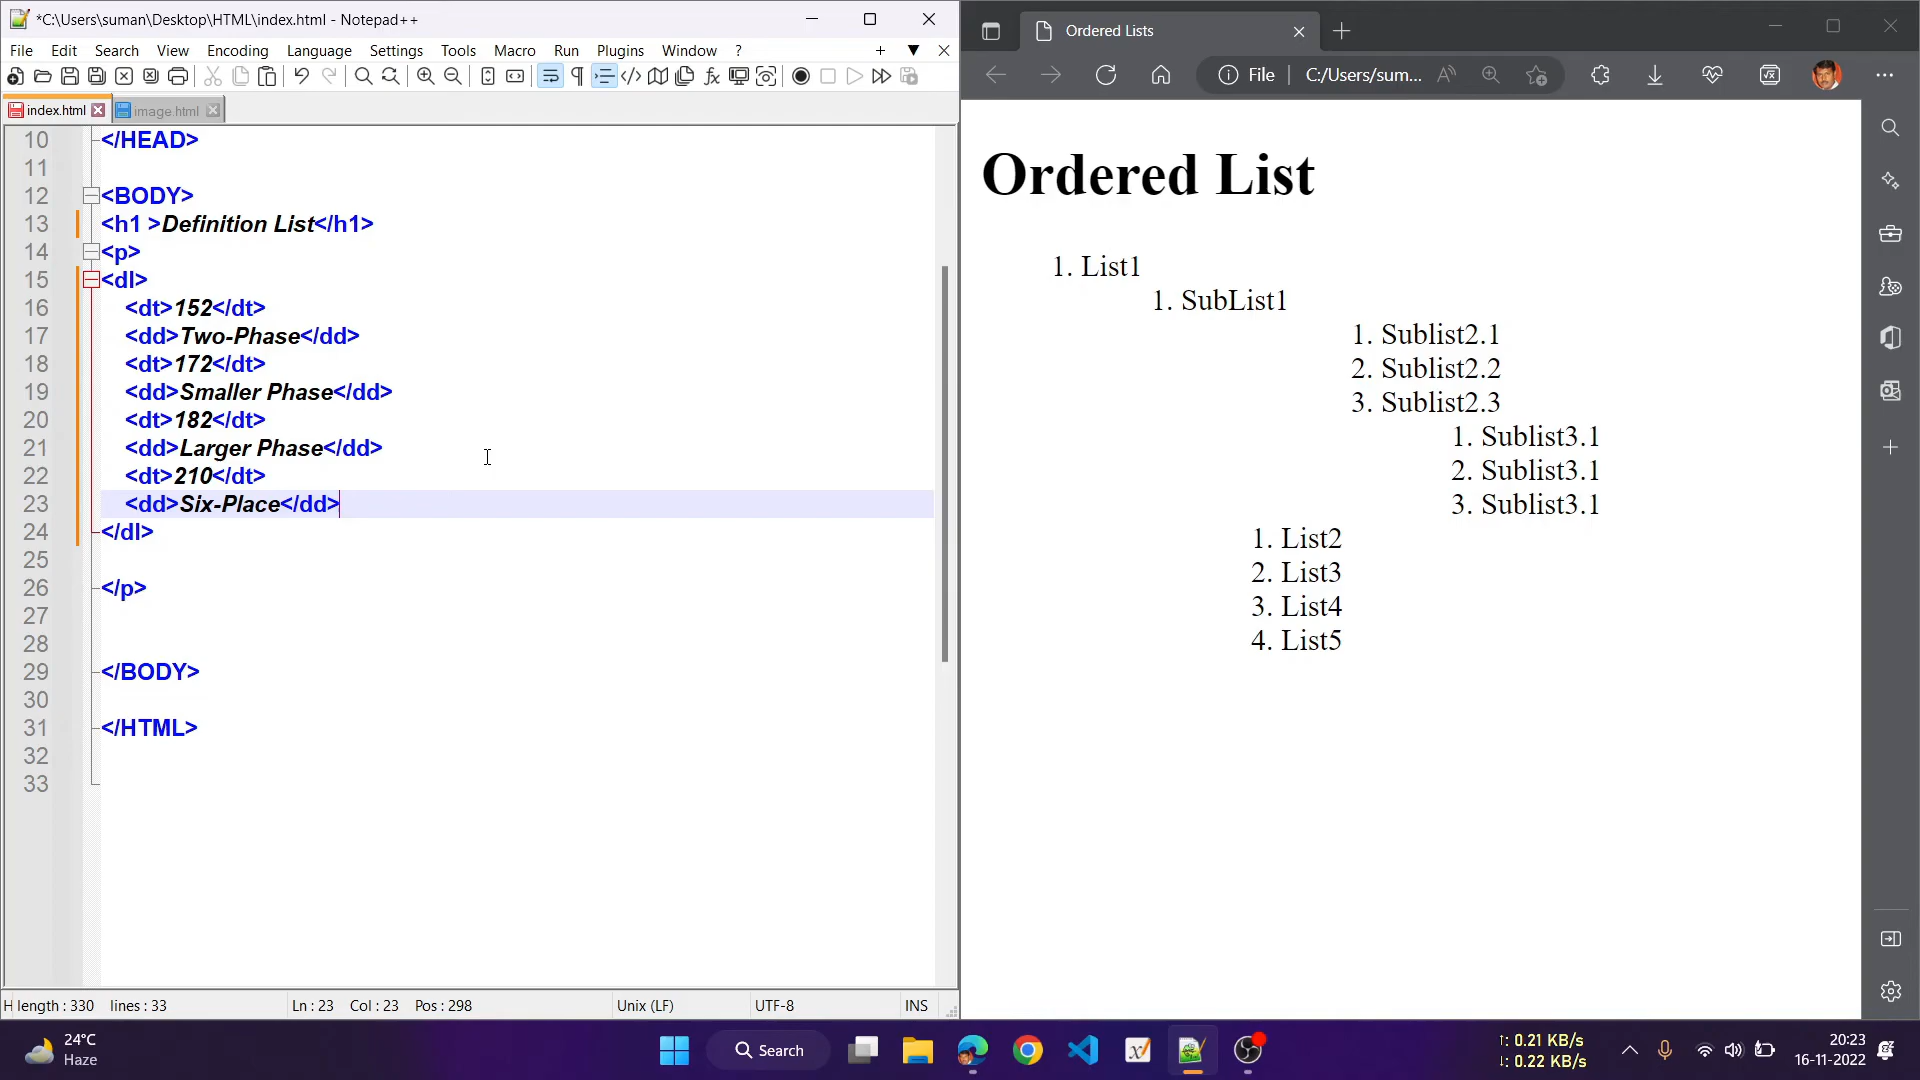 *C:\Users\suman\Desktop\HTML\index.html - Notepad++
File Edit Search View Encoding Language Settings Tools Macro Run Plugins Window ?
index.html image.html
10 </HEAD>
11
12 <BODY>
13 <h1 >Definition List</h1>
14 <p>
15 <dl>
16 <dt>152</dt>
17 <dd>Two-Phase</dd>
18 <dt>172</dt>
19 <dd>Smaller Phase</dd>
20 <dt>182</dt>
21 <dd>Larger Phase</dd>
22 <dt>210</dt>
23 <dd>Six-Place</dd>
24 </dl>
25
26 </p>
27
28
29 </BODY>
30
31 </HTML>
32
33
H length : 330 lines : 33 Ln : 23 Col : 23 Pos : 298 Unix (LF) UTF-8 INS
Ordered Lists
File C:/Users/sum...
Ordered List
1. List1
1. SubList1
1. Sublist2.1
2. Sublist2.2
3. Sublist2.3
1. Sublist3.1
2. Sublist3.1
3. Sublist3.1
1. List2
2. List3
3. List4
4. List5
24°C
Haze
Search
↑: 0.21 KB/s
↓: 0.22 KB/s
20:23
16-11-2022